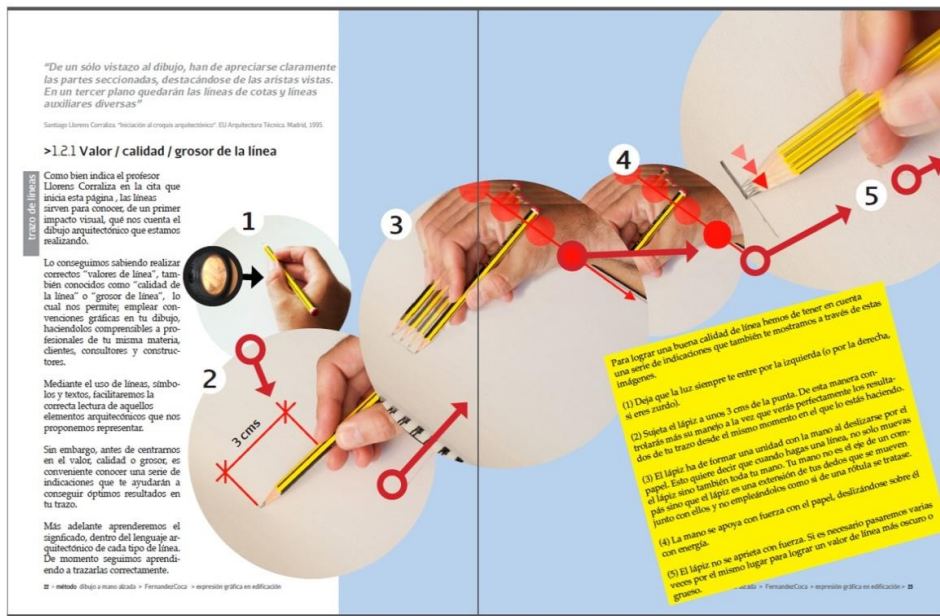 “De un sólo vistazo al dibujo, han de apreciarse claramente
las partes seccionadas, destacándose de las aristas vistas.
En un tercer plano quedarán las líneas de cotas y líneas
auxiliares diversas”
Santiago Llorens Corraliza. “Iniciación al croquis arquitectónico”. EU Arquitectura Técnica. Madrid, 1995.
>1.2.1 Valor / calidad / grosor de la línea
trazo de líneas
Como bien indica el profesor
Llorens Corraliza en la cita que
inicia esta página , las líneas
sirven para conocer, de un primer
impacto visual, qué nos cuenta el
dibujo arquitectónico que estamos
realizando.
Lo conseguimos sabiendo realizar
correctos “valores de línea”, tam-
bién conocidos como “calidad de
la línea” o “grosor de línea”, lo
cual nos permite; emplear con-
venciones gráficas en tu dibujo,
haciendolos comprensibles a pro-
fesionales de tu misma materia,
clientes, consultores y construc-
tores.
Mediante el uso de líneas, símbo-
los y textos, facilitaremos la
correcta lectura de aquellos
elementos arquitecónicos que nos
proponemos representar.
Sin embargo, antes de centrarnos
en el valor, calidad o grosor, es
conveniente conocer una serie de
indicaciones que te ayudarán a
conseguir óptimos resultados en
tu trazo.
Más adelante aprenderemos el
signficado, dentro del lenguaje ar-
quitectónico de cada tipo de línea.
De momento seguimos aprendi-
endo a trazarlas correctamente.
22 > método dibujo a mano alzada > FernandezCoca > expresión gráfica en edificación
1
2
3 cms
3
4
5
Para lograr una buena calidad de línea hemos de tener en cuenta
una serie de indicaciones que también te mostramos a través de estas
imágenes.
(1) Deja que la luz siempre te entre por la izquierda (o por la derecha,
si eres zurdo).
(2) Sujeta el lápiz a unos 3 cms de la punta. De esta manera con-
trolarás más su manejo a la vez que verás perfectamente los resulta-
dos de tu trazo desde el mismo momento en el que lo estás haciendo.
(3) El lápiz ha de formar una unidad con la mano al deslizarse por el
papel. Esto quiere decir que cuando hagas una línea, no solo muevas
el lápiz sino también toda tu mano. Tu mano no es el eje de un com-
pás sino que el lápiz es una extensión de tus dedos que se mueven
junto con ellos y no empleándolos como si de una rótula se tratase.
(4) La mano se apoya con fuerza con el papel, deslizándose sobre él
con energía.
(5) El lápiz no se aprieta con fuerza. Si es necesario pasaremos varias
veces por el mismo lugar para lograr un valor de línea más oscuro o
grueso.
alzada > FernandezCoca > expresión gráfica en edificación >